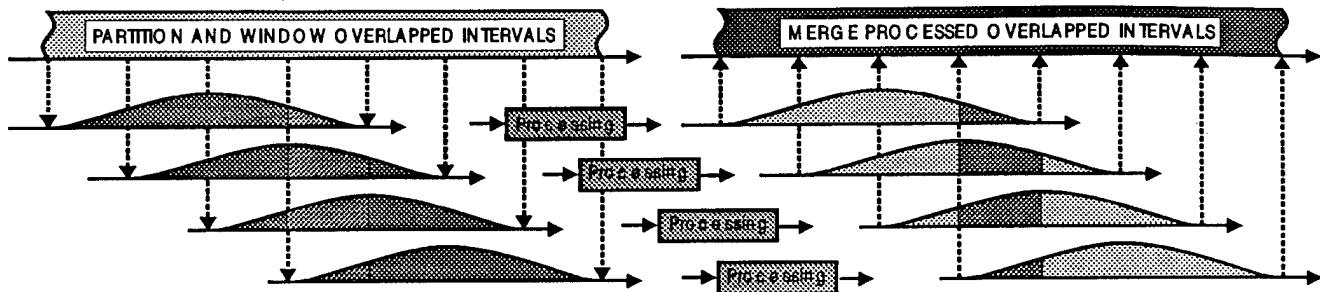 PARTITION AND WINDOW OVERLAPPED INTERVALS
MERGE PROCESSED OVERLAPPED INTERVALS
Processing
Processing
Processing
Processing